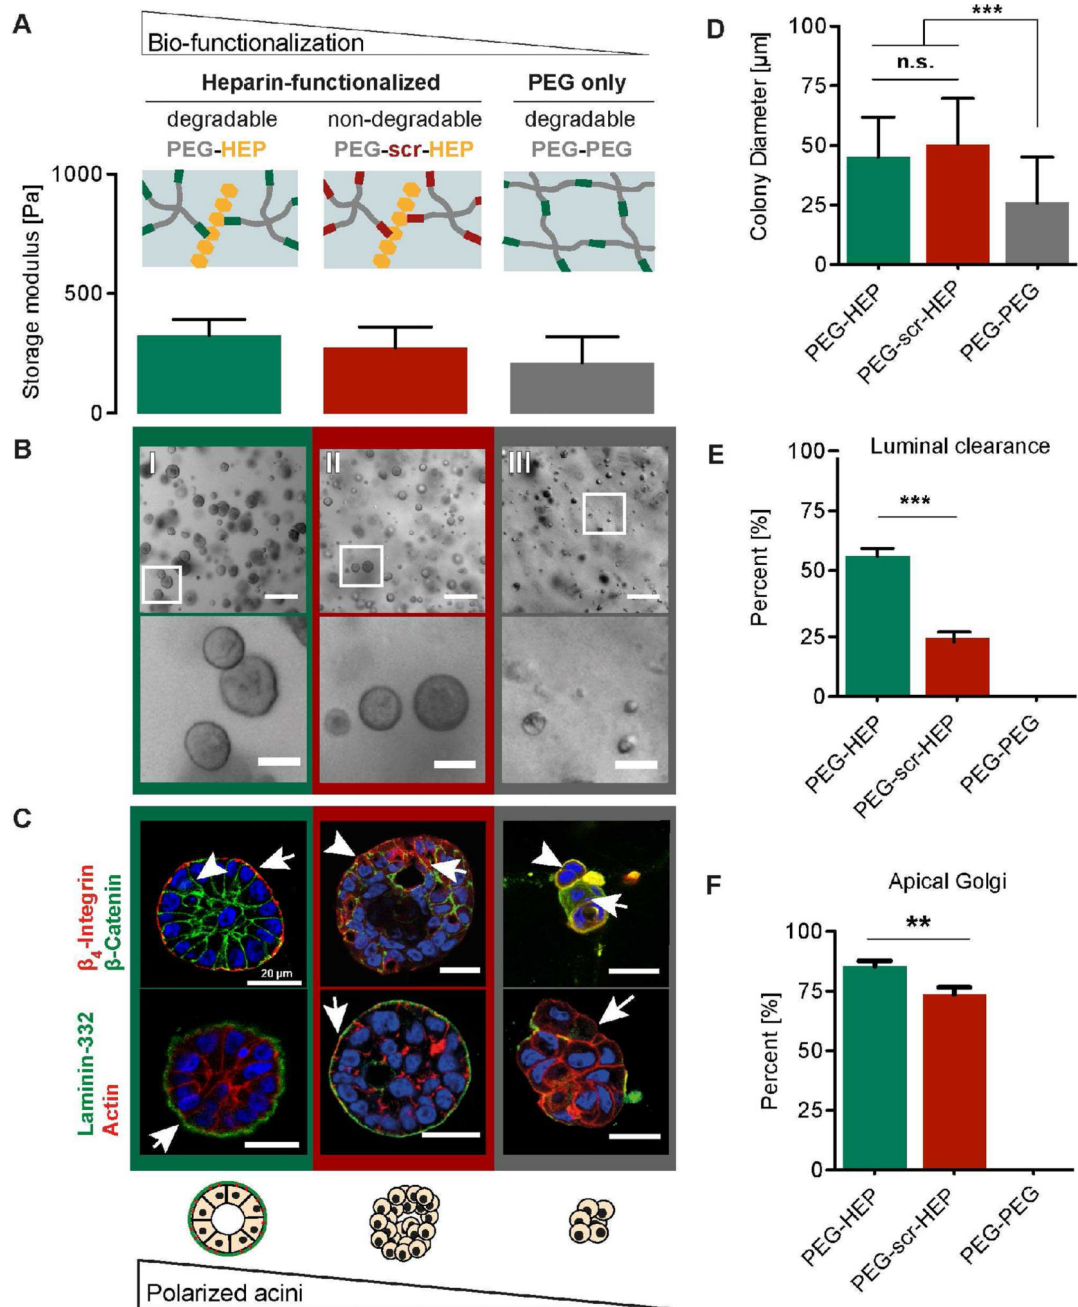 A
Bio-functionalization
Heparin-functionalized
PEG only
degradable
non-degradable
degradable
PEG-HEP
PEG-scr-HEP
PEG-PEG
Storage modulus [Pa]
1000
500
0
B
I
II
III
C
β4-Integrin
β-Catenin
20 µm
Laminin-332
Actin
Polarized acini
D
***
n.s.
Colony Diameter [µm]
100
75
50
25
0
PEG-HEP
PEG-scr-HEP
PEG-PEG
E
Luminal clearance
***
Percent [%]
100
75
50
25
0
PEG-HEP
PEG-scr-HEP
PEG-PEG
F
Apical Golgi
**
Percent [%]
100
75
50
25
0
PEG-HEP
PEG-scr-HEP
PEG-PEG